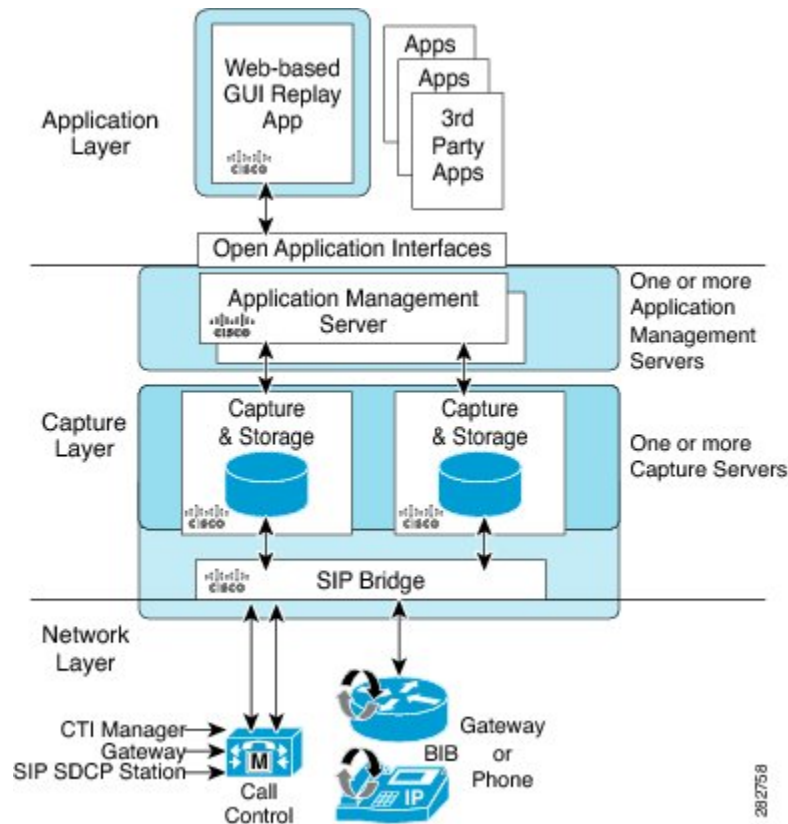 Application
Layer
Web-based
GUI Replay
App
CISCO
Apps
Apps
3rd
Party
Apps
Open Application Interfaces
Application Management
Server
CISCO
One or more
Application
Management
Servers
Capture
Layer
Capture
& Storage
CISCO
Capture
& Storage
CISCO
One or more
Capture Servers
CISCO
SIP Bridge
Network
Layer
CTI Manager
Gateway
SIP SDCP Station
M
Call
Control
BIB
IP
Gateway
or
Phone
282758